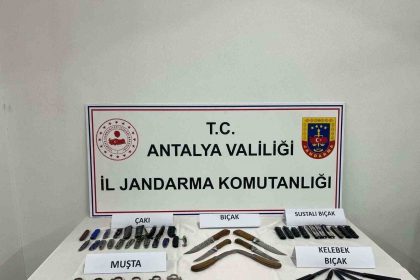 T.C.
ANTALYA VALİLİĞİ
İL JANDARMA KOMUTANLIĞI
ÇAKI
BIÇAK
SUSTALI BIÇAK
MUŞTA
KELEBEK
BIÇAK